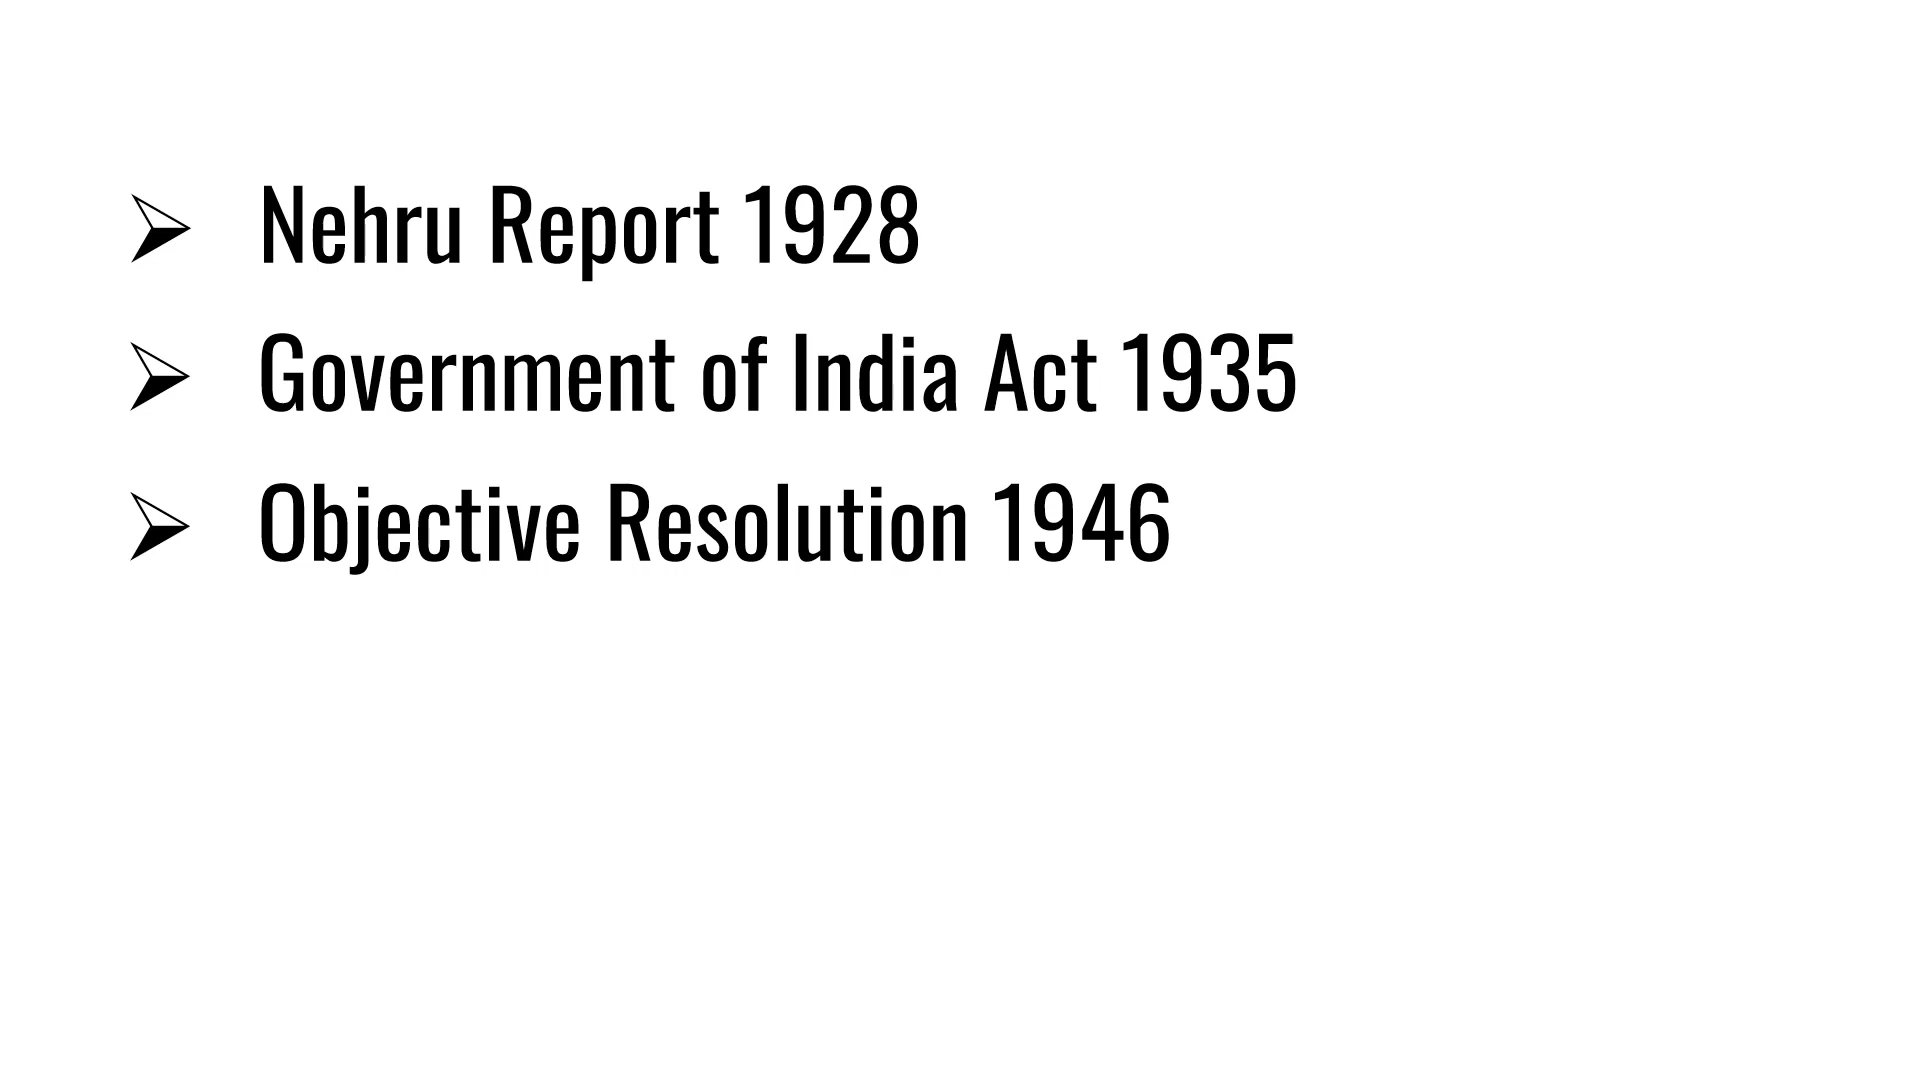 ➢ Nehru Report 1928
➢ Government of India Act 1935
➢ Objective Resolution 1946